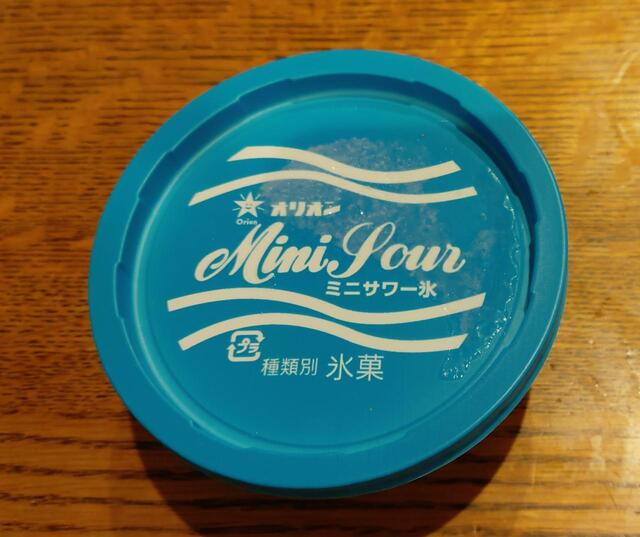 オリオン
Orion
Mini Sour
ミニサワー氷
プラ
種類別 氷菓